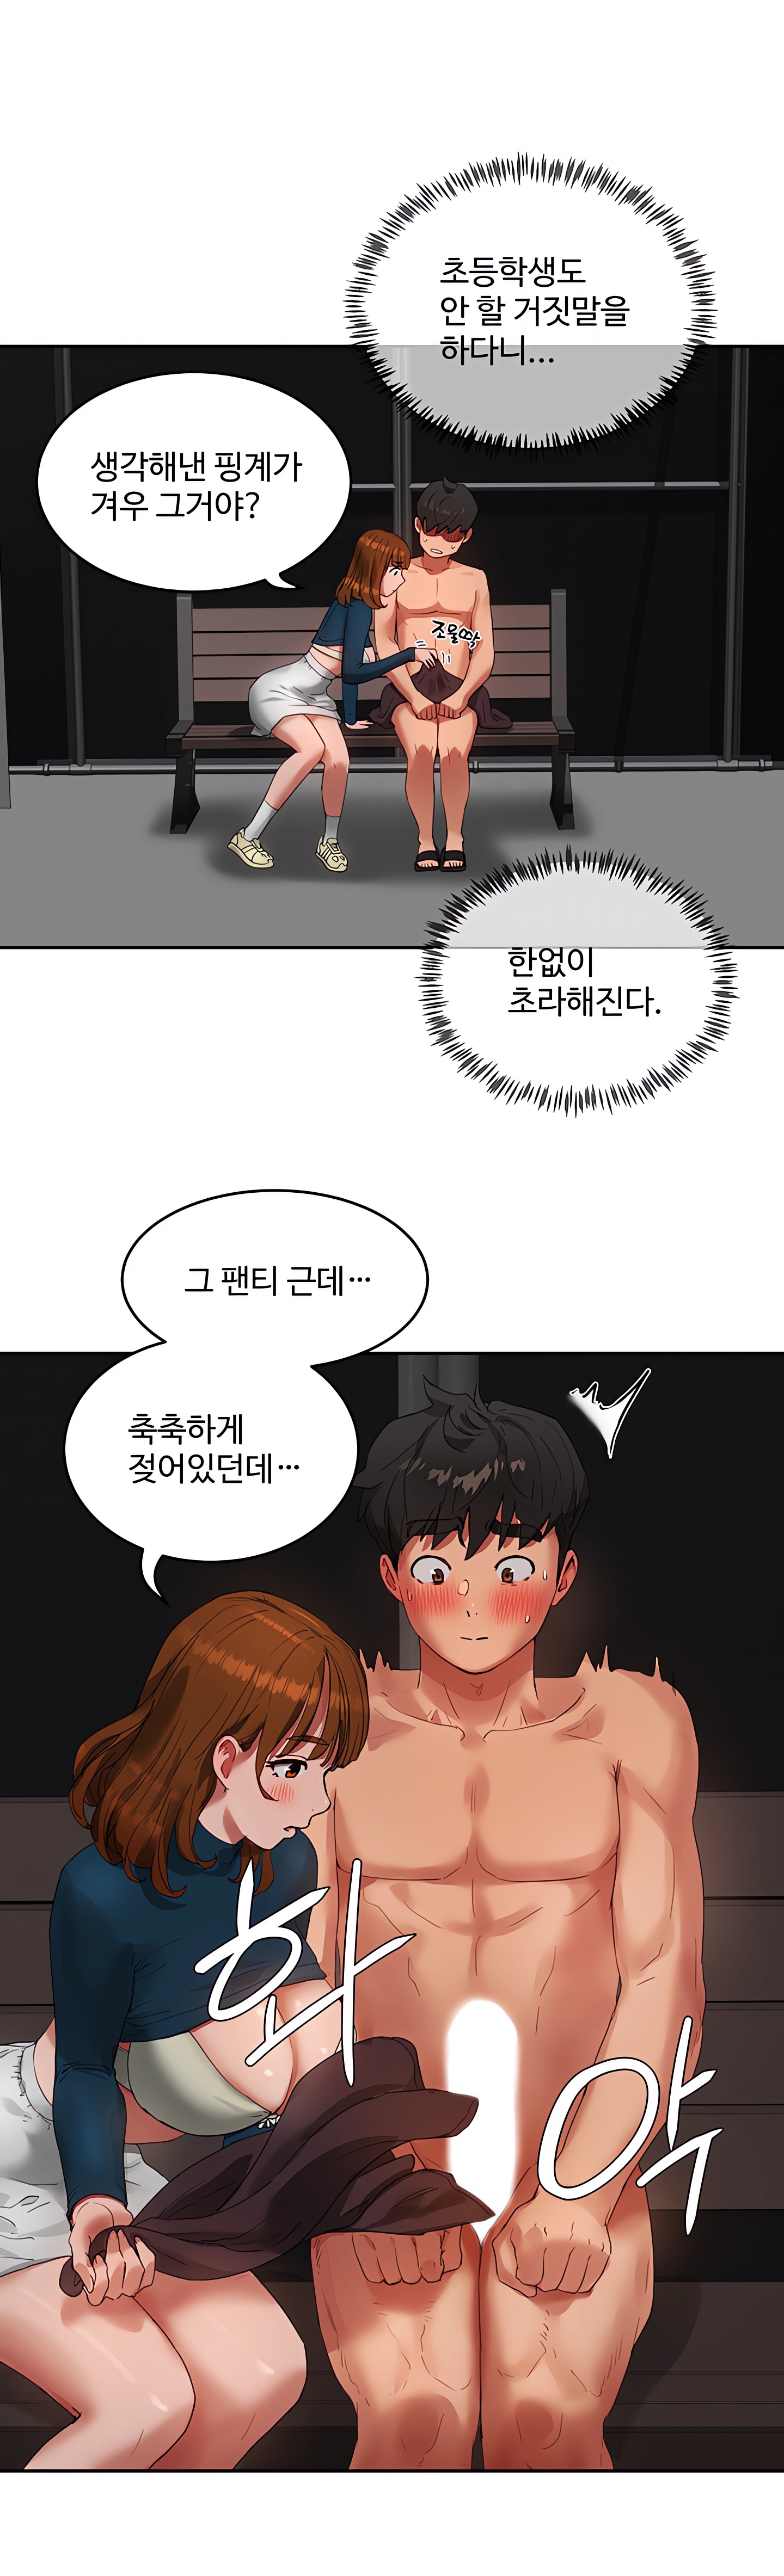 초등학생도
안 할 거짓말을
하다니...
생각해낸 핑계가
겨우 그거야?
조물딱
한없이
초라해진다.
그 팬티 근데…
축축하게
젖어있던데…
화
악